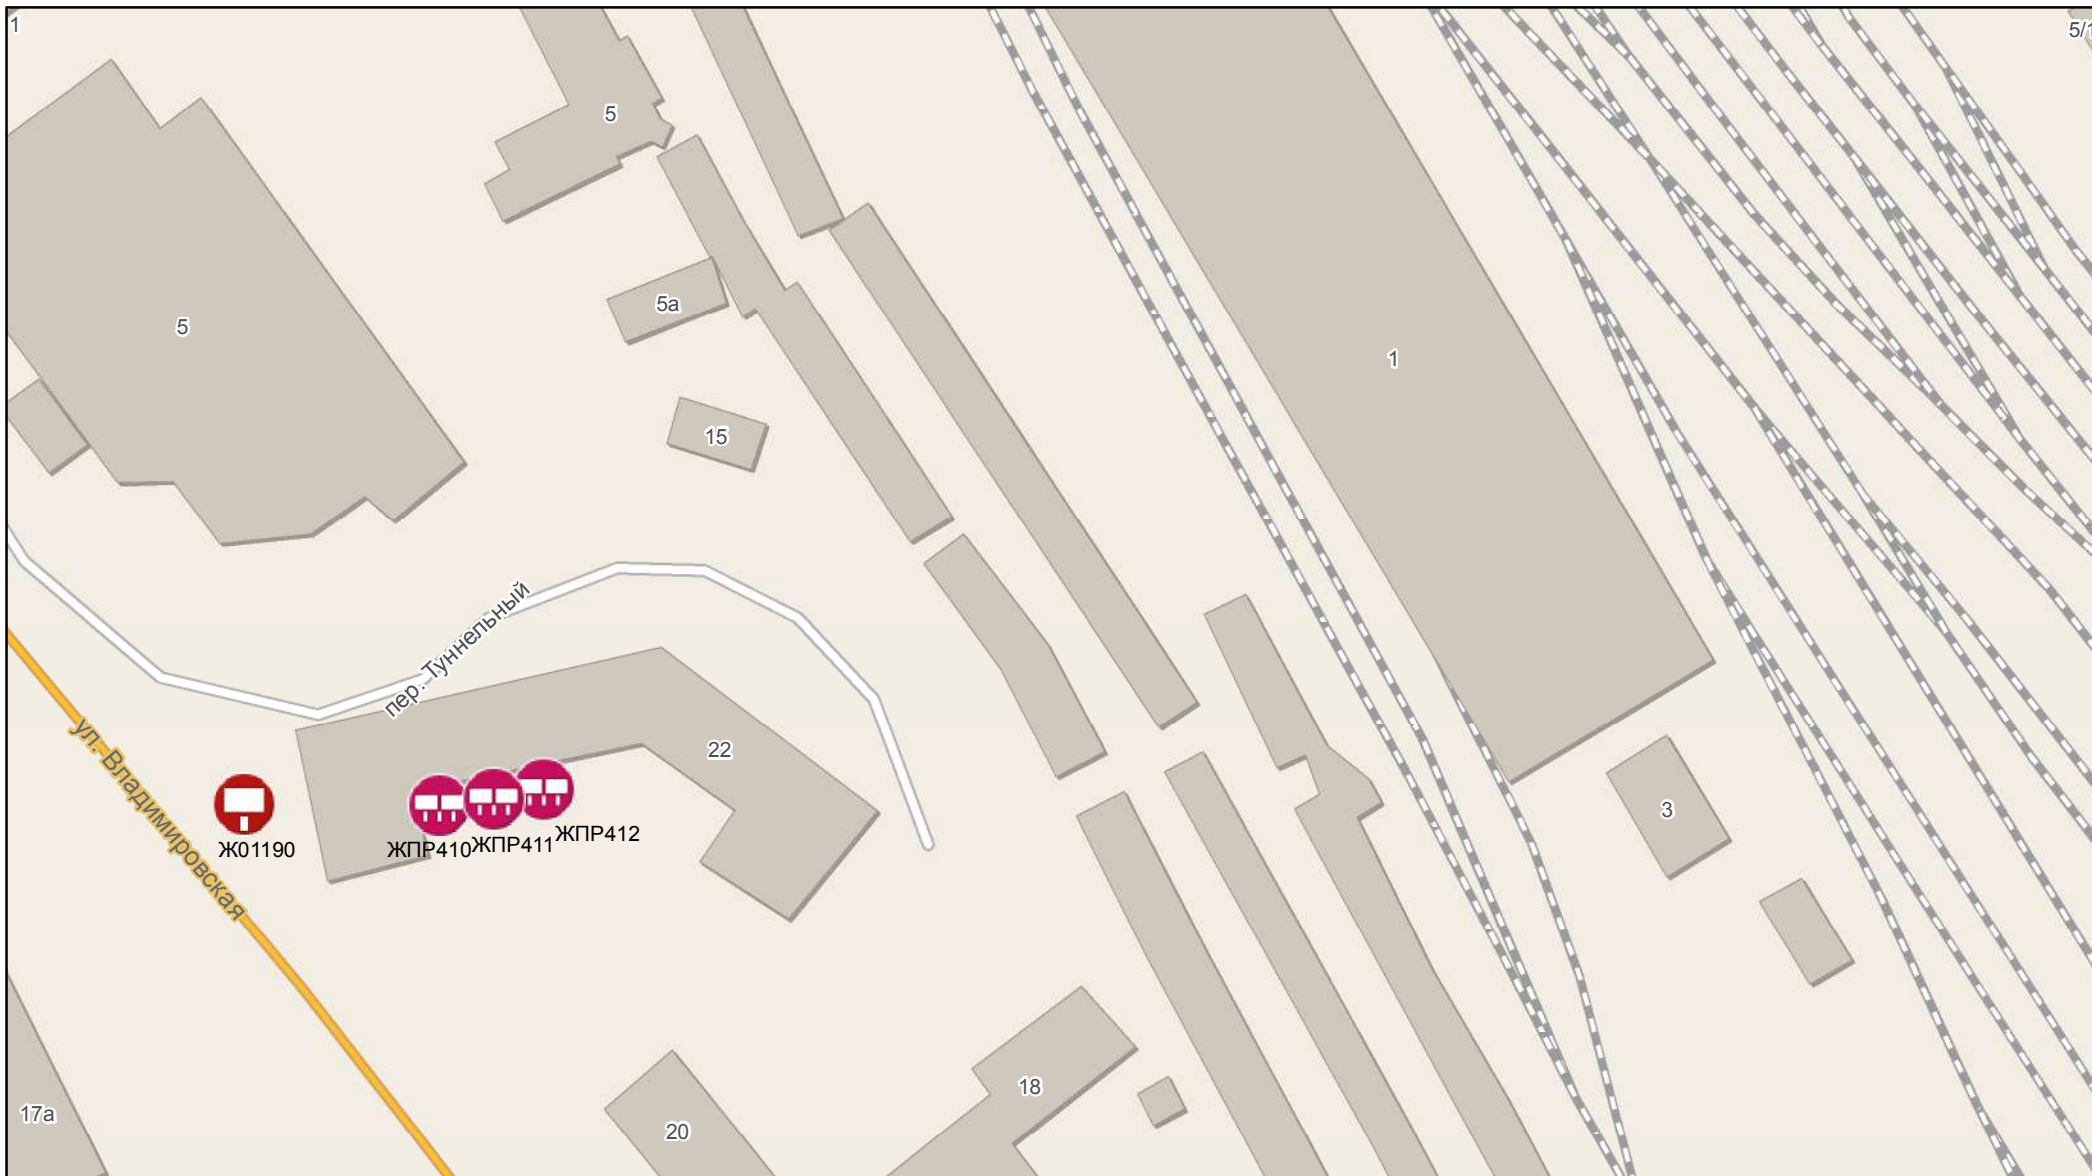 1
5/1
5
5
5а
1
15
пер. Туннельный
22
ул. Владимировская
Ж01190
ЖПР410
ЖПР411
ЖПР412
3
18
17а
20